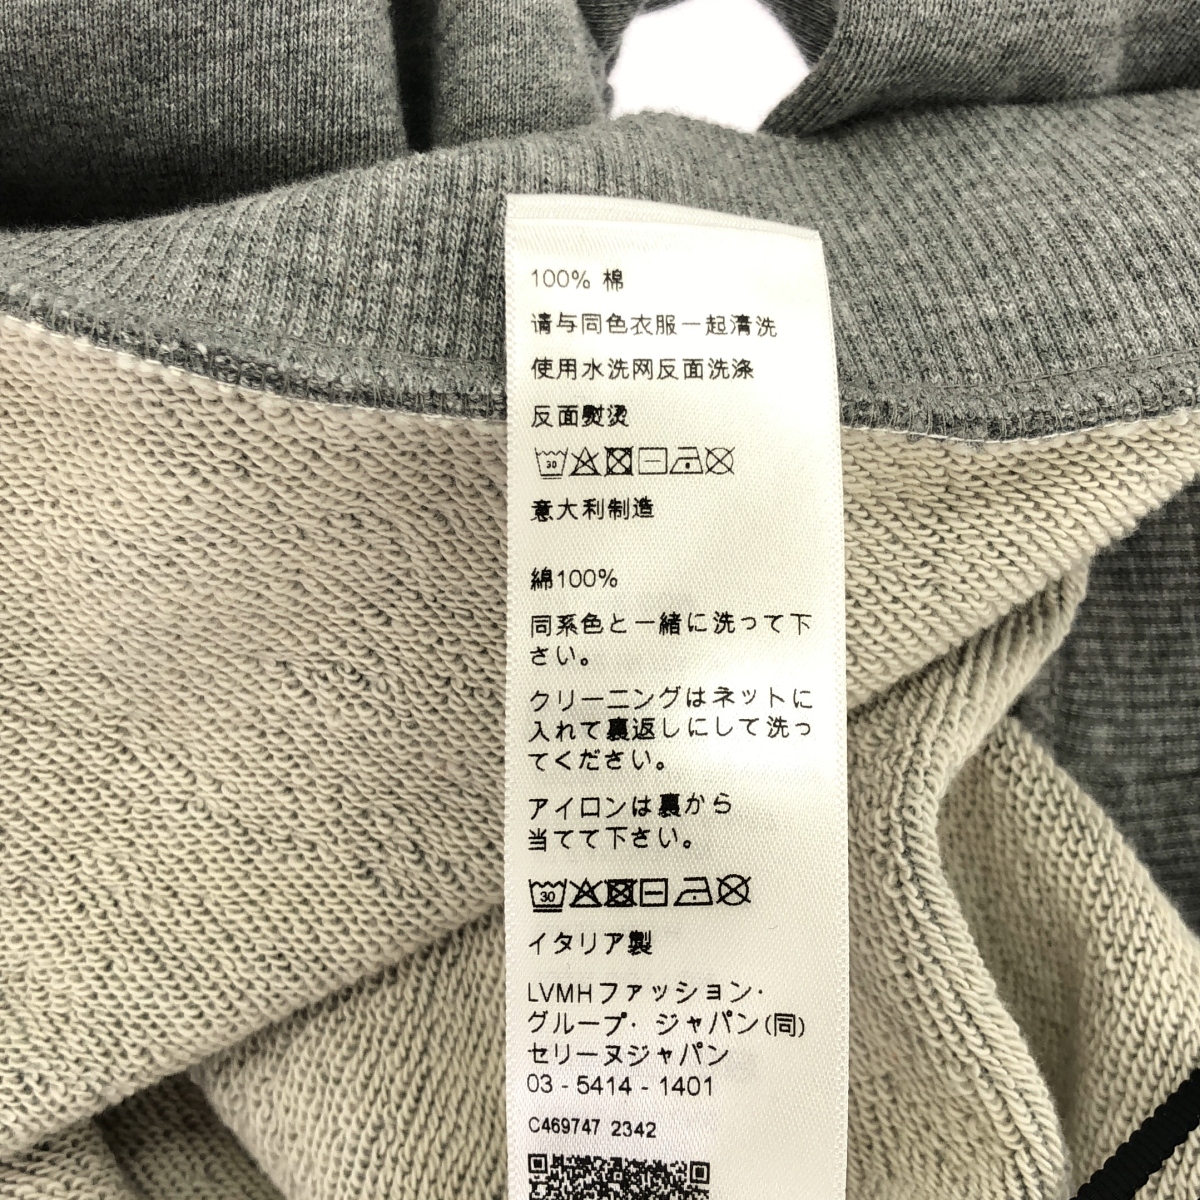 100% 棉
请与同色衣服一起清洗
使用水洗网反面洗涤
反面熨烫
30
意大利制造
綿100%
同系色と一緒に洗って下
さい。
クリーニングはネットに
入れて裏返しにして洗っ
てください。
アイロンは裏から
当てて下さい。
30
イタリア製
LVMHファッション·
グループ· ジャパン(同)
セリーヌジャパン
03 - 5414 - 1401
C469747 2342